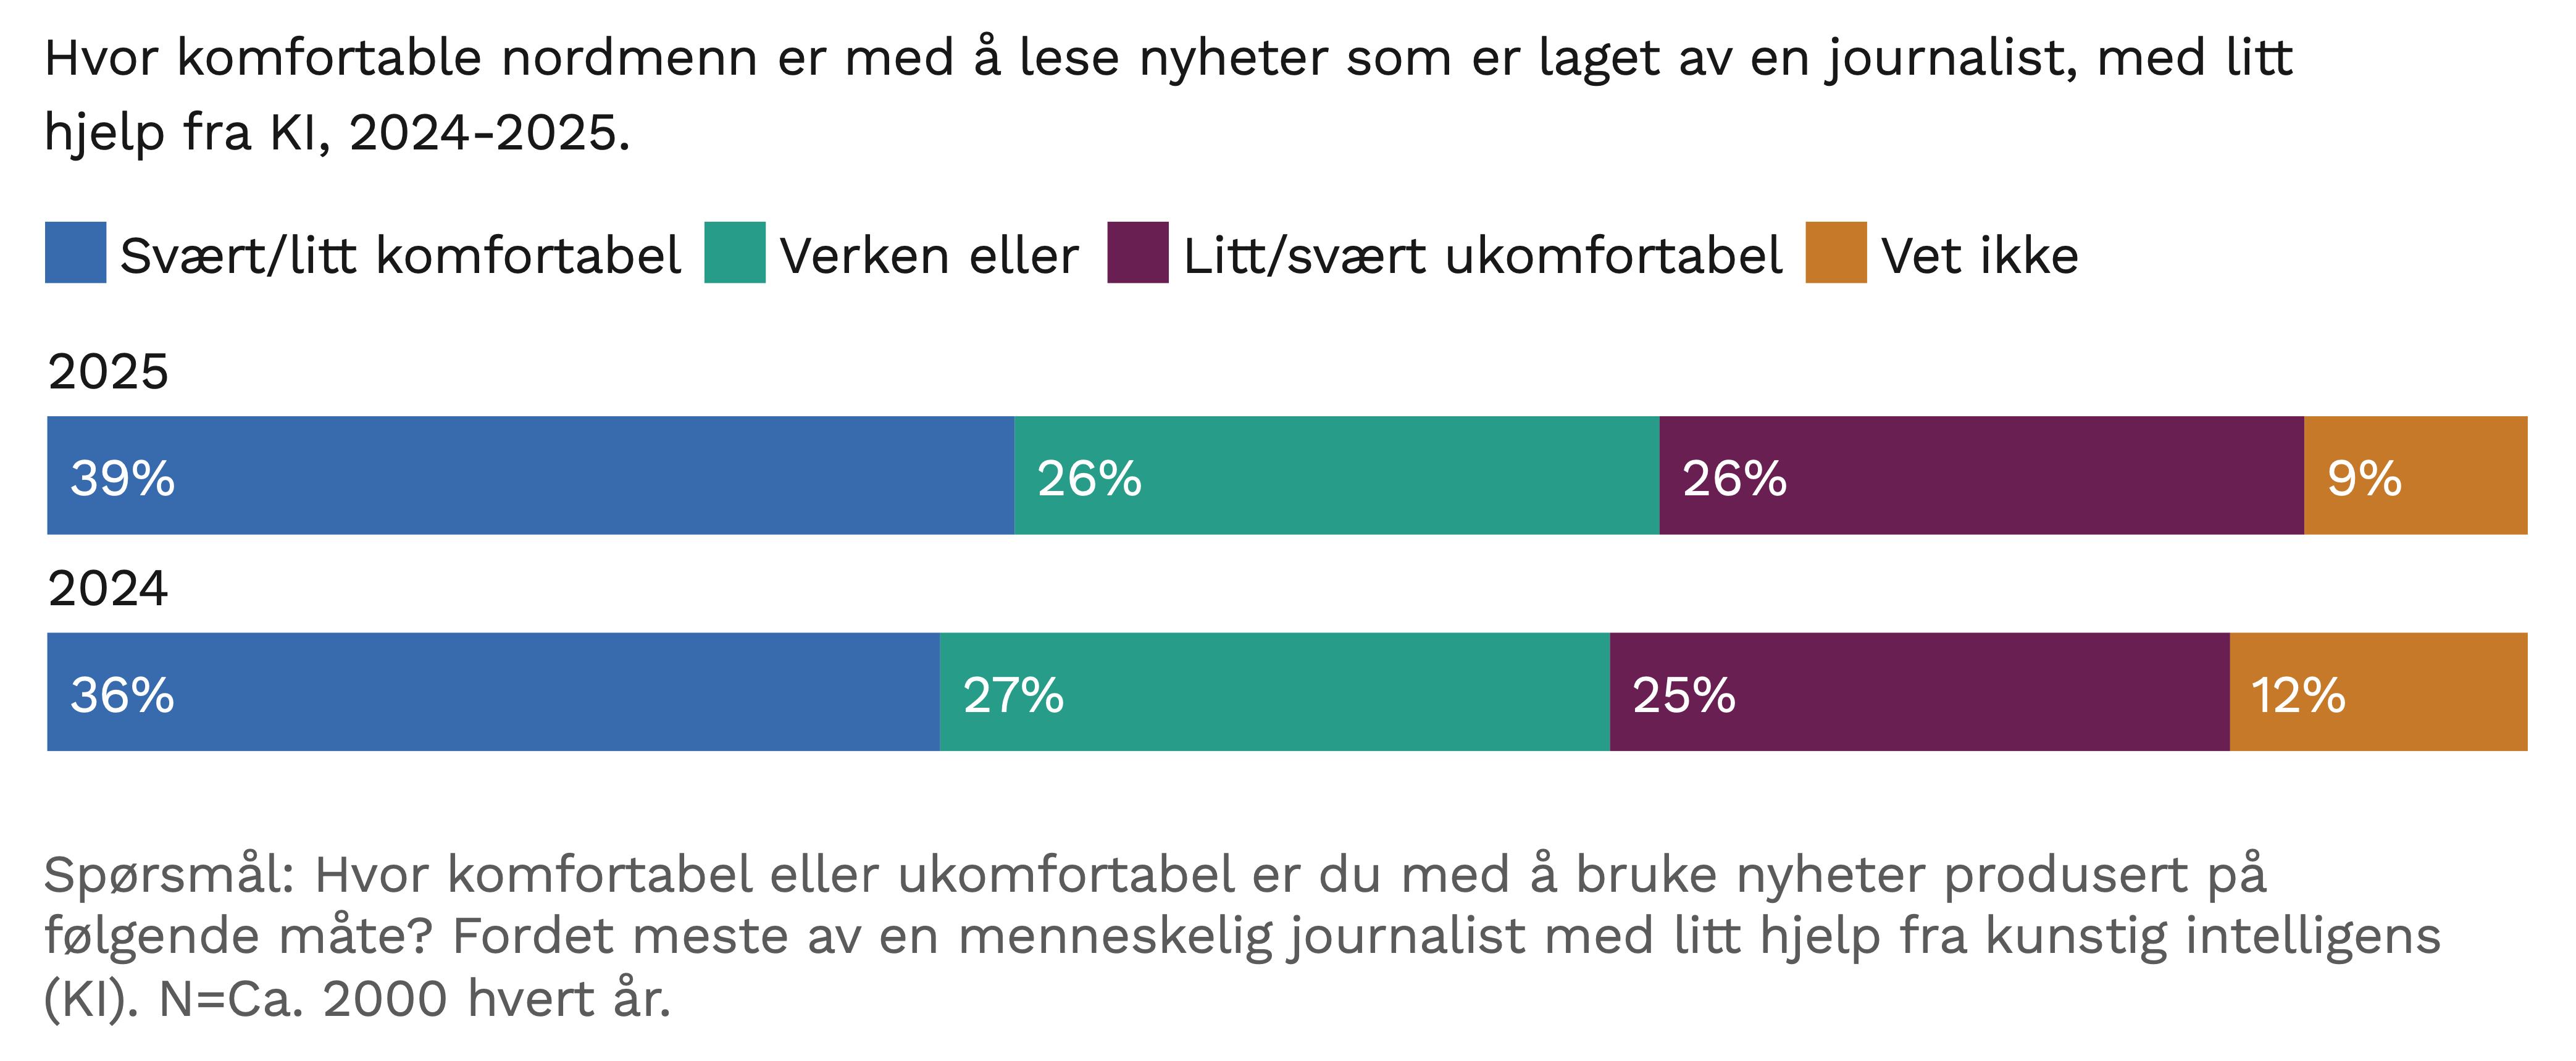 Hvor komfortable nordmenn er med å lese nyheter som er laget av en journalist, med litt
hjelp fra KI, 2024-2025.
Svært/litt komfortabel Verken eller Litt/svært ukomfortabel Vet ikke
2025
39% 26% 26% 9%
2024
36% 27% 25% 12%
Spørsmål: Hvor komfortabel eller ukomfortabel er du med å bruke nyheter produsert på
følgende måte? Fordet meste av en menneskelig journalist med litt hjelp fra kunstig intelligens
(KI). N=Ca. 2000 hvert år.